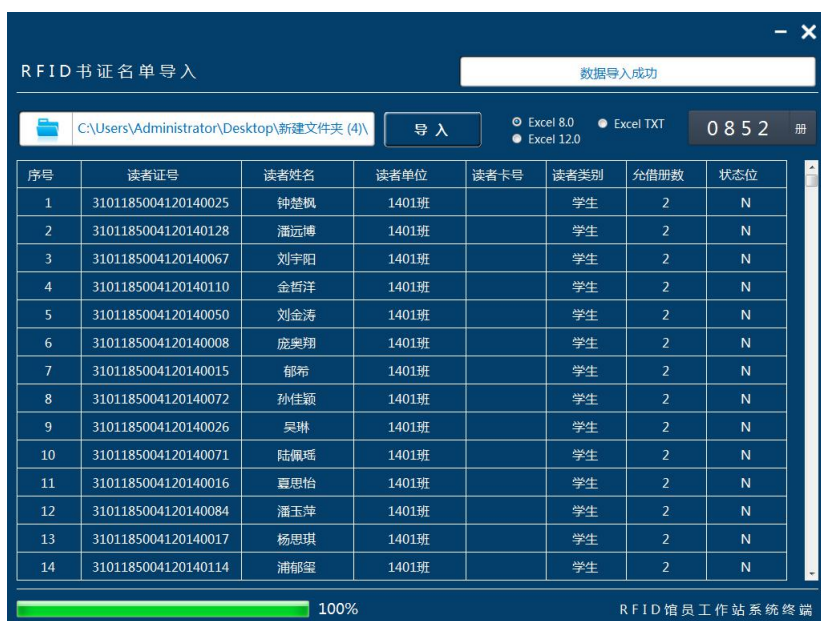 RFID书证名单导入
数据导入成功
C:\Users\Administrator\Desktop\新建文件夹 (4)\
导入
Excel 8.0 Excel TXT
Excel 12.0
0852 册
序号 读者证号 读者姓名 读者单位 读者卡号 读者类别 允借册数 状态位
1 3101185004120140025 钟楚枫 1401班 学生 2 N
2 3101185004120140128 潘远博 1401班 学生 2 N
3 3101185004120140067 刘宇阳 1401班 学生 2 N
4 3101185004120140110 金哲洋 1401班 学生 2 N
5 3101185004120140050 刘金涛 1401班 学生 2 N
6 3101185004120140008 庞奥翔 1401班 学生 2 N
7 3101185004120140015 郁希 1401班 学生 2 N
8 3101185004120140072 孙佳颖 1401班 学生 2 N
9 3101185004120140026 吴琳 1401班 学生 2 N
10 3101185004120140071 陆佩瑶 1401班 学生 2 N
11 3101185004120140016 夏思怡 1401班 学生 2 N
12 3101185004120140084 潘玉萍 1401班 学生 2 N
13 3101185004120140017 杨思琪 1401班 学生 2 N
14 3101185004120140114 浦郁玺 1401班 学生 2 N
100%
RFID馆员工作站系统终端